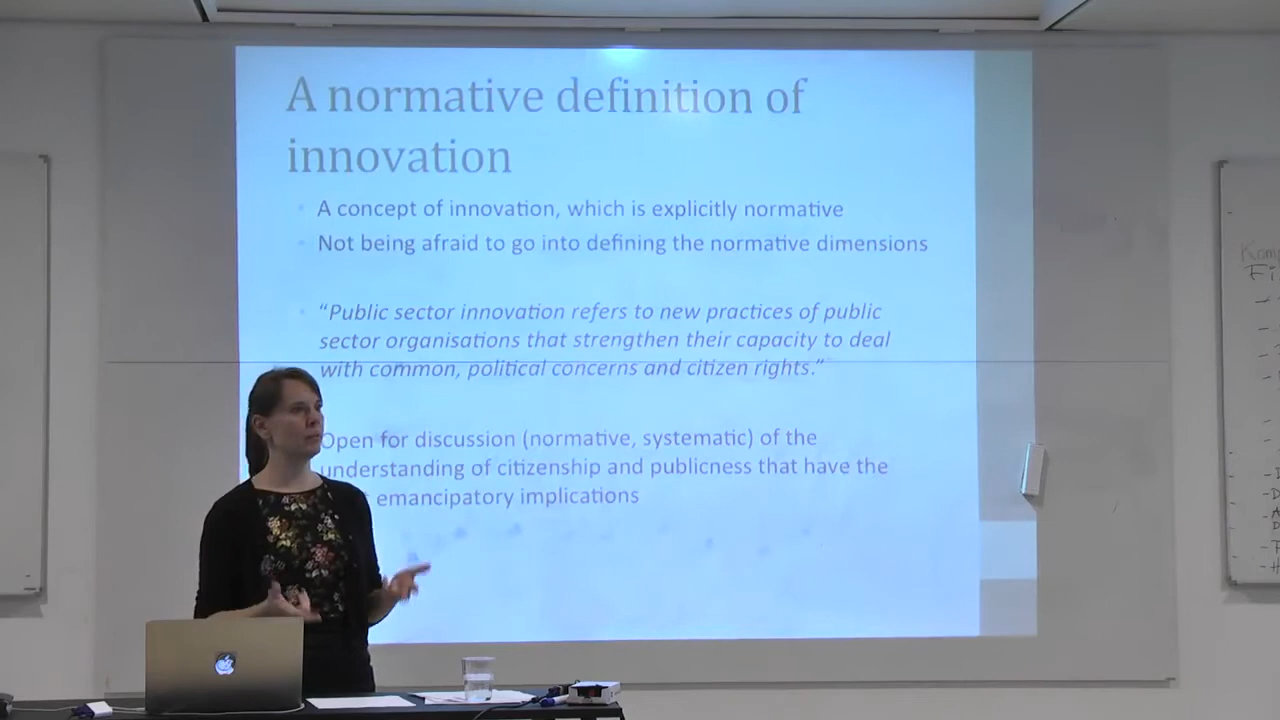 A normative definition of
innovation
A concept of innovation, which is explicitly normative
Not being afraid to go into defining the normative dimensions
“Public sector innovation refers to new practices of public
sector organisations that strengthen their capacity to deal
with common, political concerns and citizen rights.”
Open for discussion (normative, systematic) of the
understanding of citizenship and publicness that have the
emancipatory implications